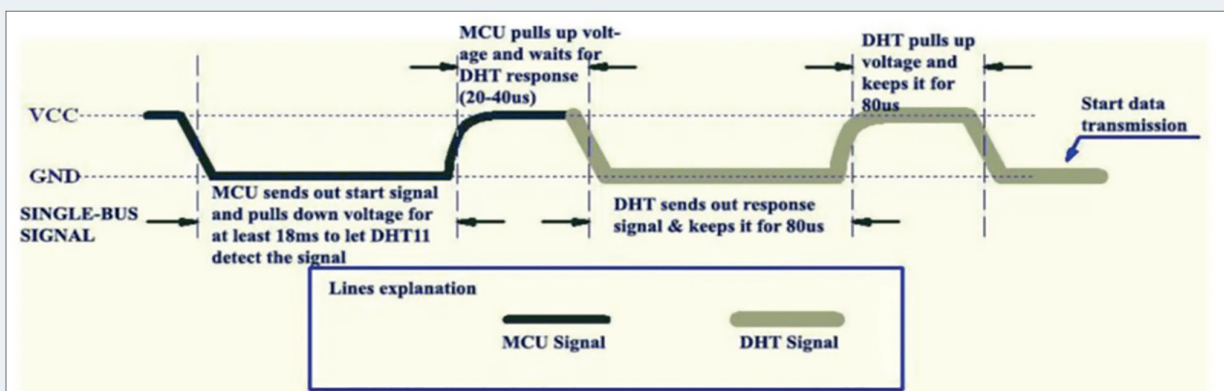 MCU pulls up volt-
age and waits for
DHT response
(20-40us)
DHT pulls up
voltage and
keeps it for
80us
Start data
transmission
VCC
GND
SINGLE-BUS
SIGNAL
MCU sends out start signal
and pulls down voltage for
at least 18ms to let DHT11
detect the signal
DHT sends out response
signal & keeps it for 80us
Lines explanation
MCU Signal
DHT Signal